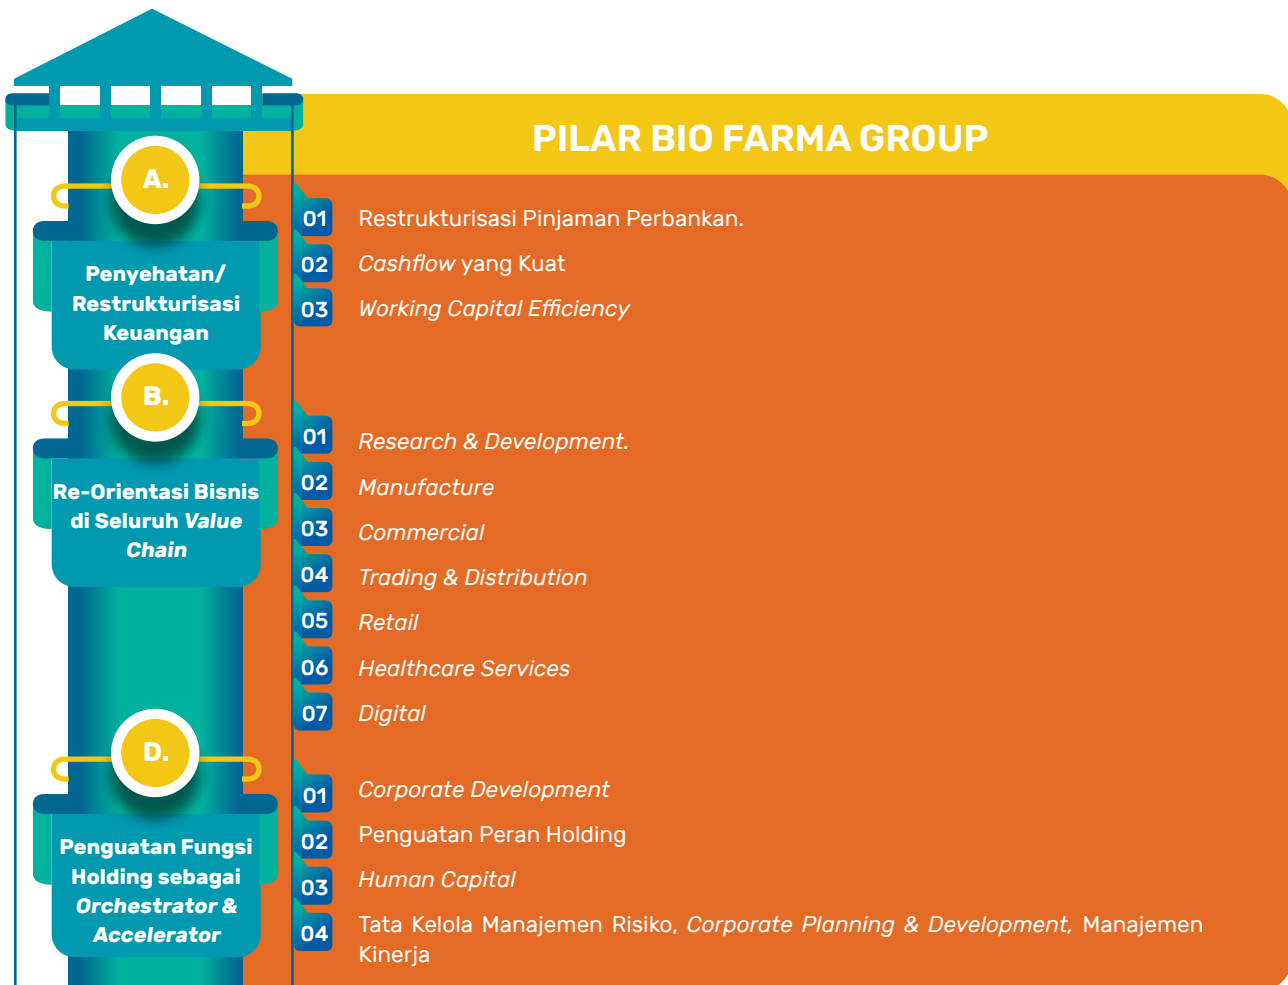 PILAR BIO FARMA GROUP
A.
Penyehatan/
Restrukturisasi
Keuangan
01 Restrukturisasi Pinjaman Perbankan.
02 Cashflow yang Kuat
03 Working Capital Efficiency
B.
Re-Orientasi Bisnis
di Seluruh Value
Chain
01 Research & Development.
02 Manufacture
03 Commercial
04 Trading & Distribution
05 Retail
06 Healthcare Services
07 Digital
D.
Penguatan Fungsi
Holding sebagai
Orchestrator &
Accelerator
01 Corporate Development
02 Penguatan Peran Holding
03 Human Capital
04 Tata Kelola Manajemen Risiko, Corporate Planning & Development, Manajemen
Kinerja